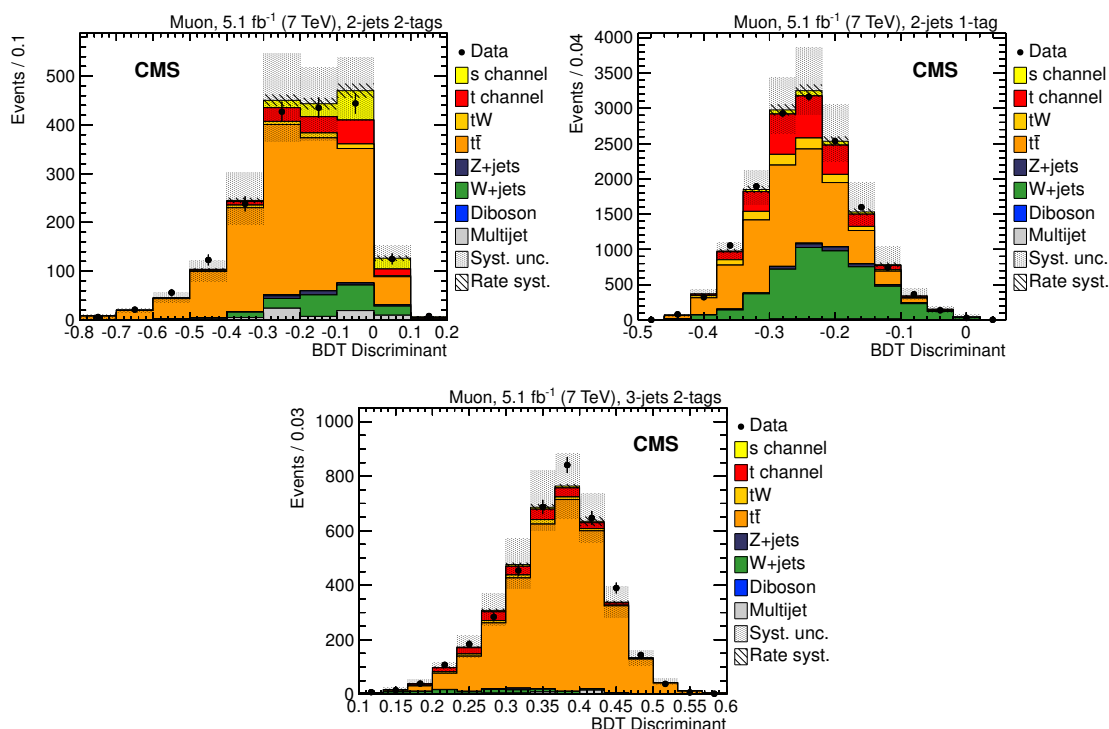 Muon, 5.1 fb⁻¹ (7 TeV), 2-jets 2-tags
Events / 0.1
CMS
500
400
300
200
100
0
-0.8 -0.7 -0.6 -0.5 -0.4 -0.3 -0.2 -0.1 0 0.1 0.2
BDT Discriminant
Data
s channel
t channel
tW
tt̄
Z+jets
W+jets
Diboson
Multijet
Syst. unc.
Rate syst.
Muon, 5.1 fb⁻¹ (7 TeV), 2-jets 1-tag
Events / 0.04
CMS
4000
3500
3000
2500
2000
1500
1000
500
0
-0.5 -0.4 -0.3 -0.2 -0.1 0
BDT Discriminant
Data
s channel
t channel
tW
tt̄
Z+jets
W+jets
Diboson
Multijet
Syst. unc.
Rate syst.
Muon, 5.1 fb⁻¹ (7 TeV), 3-jets 2-tags
Events / 0.03
CMS
1000
800
600
400
200
0
0.1 0.15 0.2 0.25 0.3 0.35 0.4 0.45 0.5 0.55 0.6
BDT Discriminant
Data
s channel
t channel
tW
tt̄
Z+jets
W+jets
Diboson
Multijet
Syst. unc.
Rate syst.